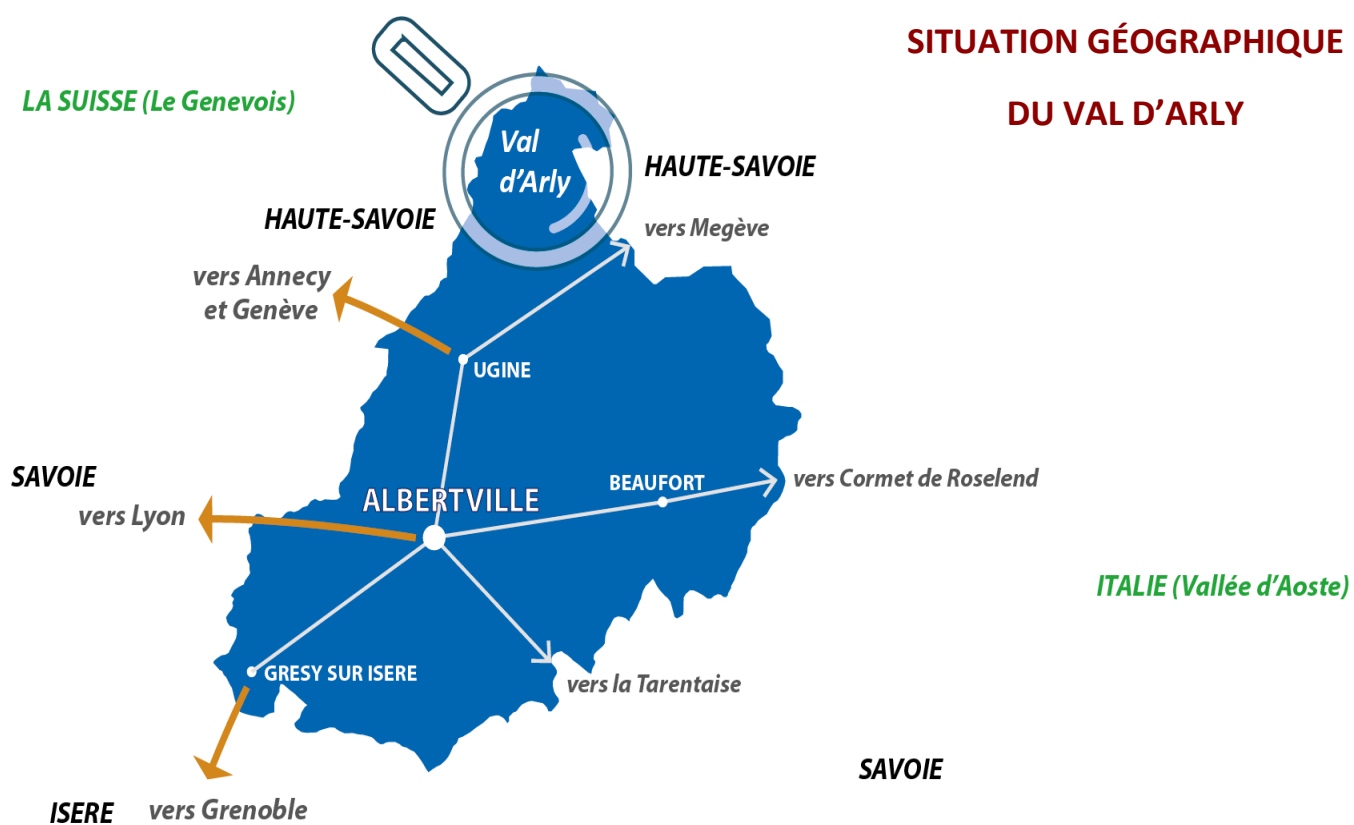 SITUATION GÉOGRAPHIQUE
DU VAL D’ARLY
LA SUISSE (Le Genevois)
Val
d’Arly
HAUTE-SAVOIE
HAUTE-SAVOIE
vers Megève
vers Annecy
et Genève
UGINE
SAVOIE
vers Lyon
ALBERTVILLE
BEAUFORT
vers Cormet de Roselend
ITALIE (Vallée d’Aoste)
GRESY SUR ISERE
vers la Tarentaise
SAVOIE
ISERE
vers Grenoble